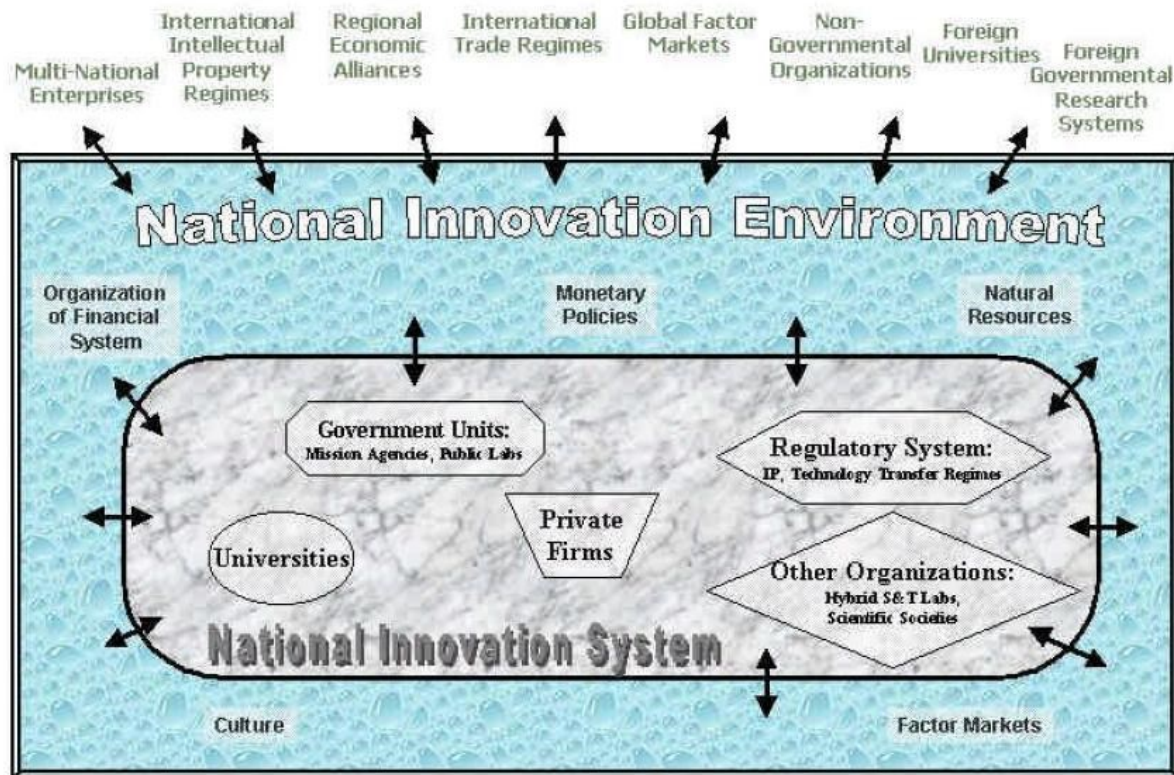 Multi-National
Enterprises
International
Intellectual
Property
Regimes
Regional
Economic
Alliances
International
Trade Regimes
Global Factor
Markets
Non-
Governmental
Organizations
Foreign
Universities
Foreign
Governmental
Research
Systems
National Innovation Environment
Organization
of Financial
System
Monetary
Policies
Natural
Resources
Government Units:
Mission Agencies, Public Labs
Regulatory System:
IP, Technology Transfer Regimes
Private
Firms
Universities
Other Organizations:
Hybrid S&T Labs,
Scientific Societies
National Innovation System
Culture
Factor Markets